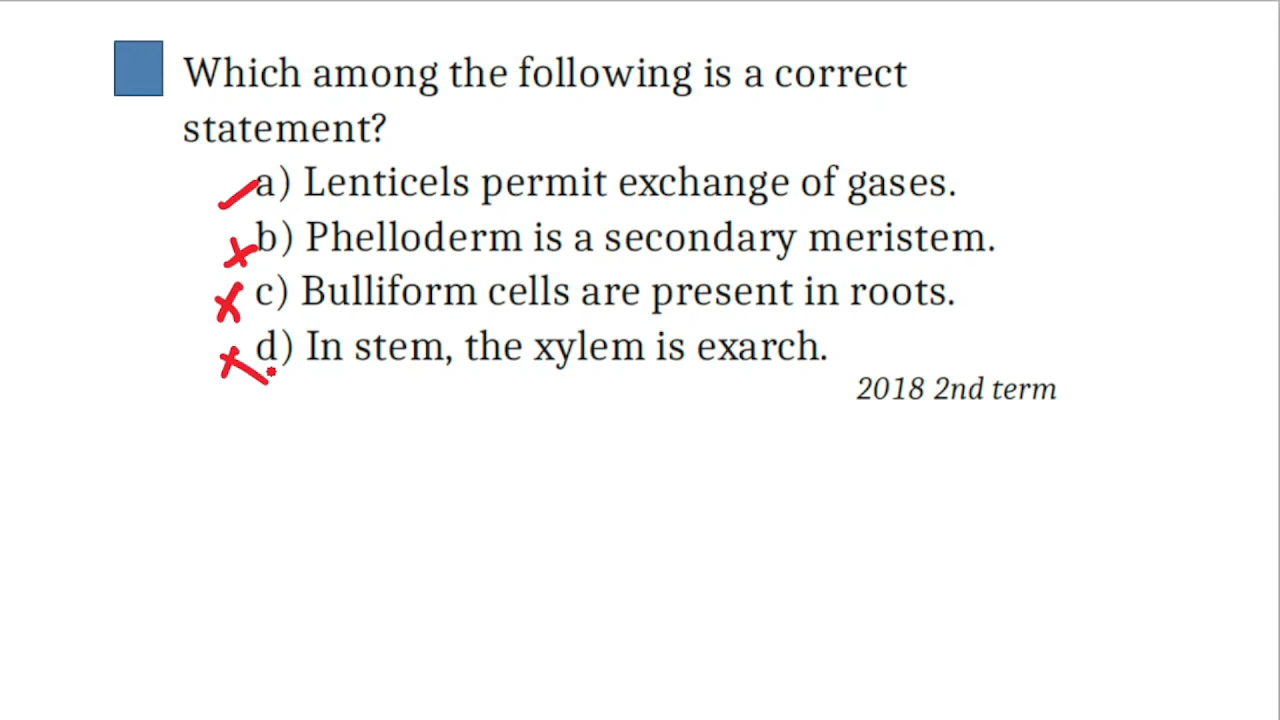 Which among the following is a correct
statement?
a) Lenticels permit exchange of gases.
b) Phelloderm is a secondary meristem.
c) Bulliform cells are present in roots.
d) In stem, the xylem is exarch.
2018 2nd term